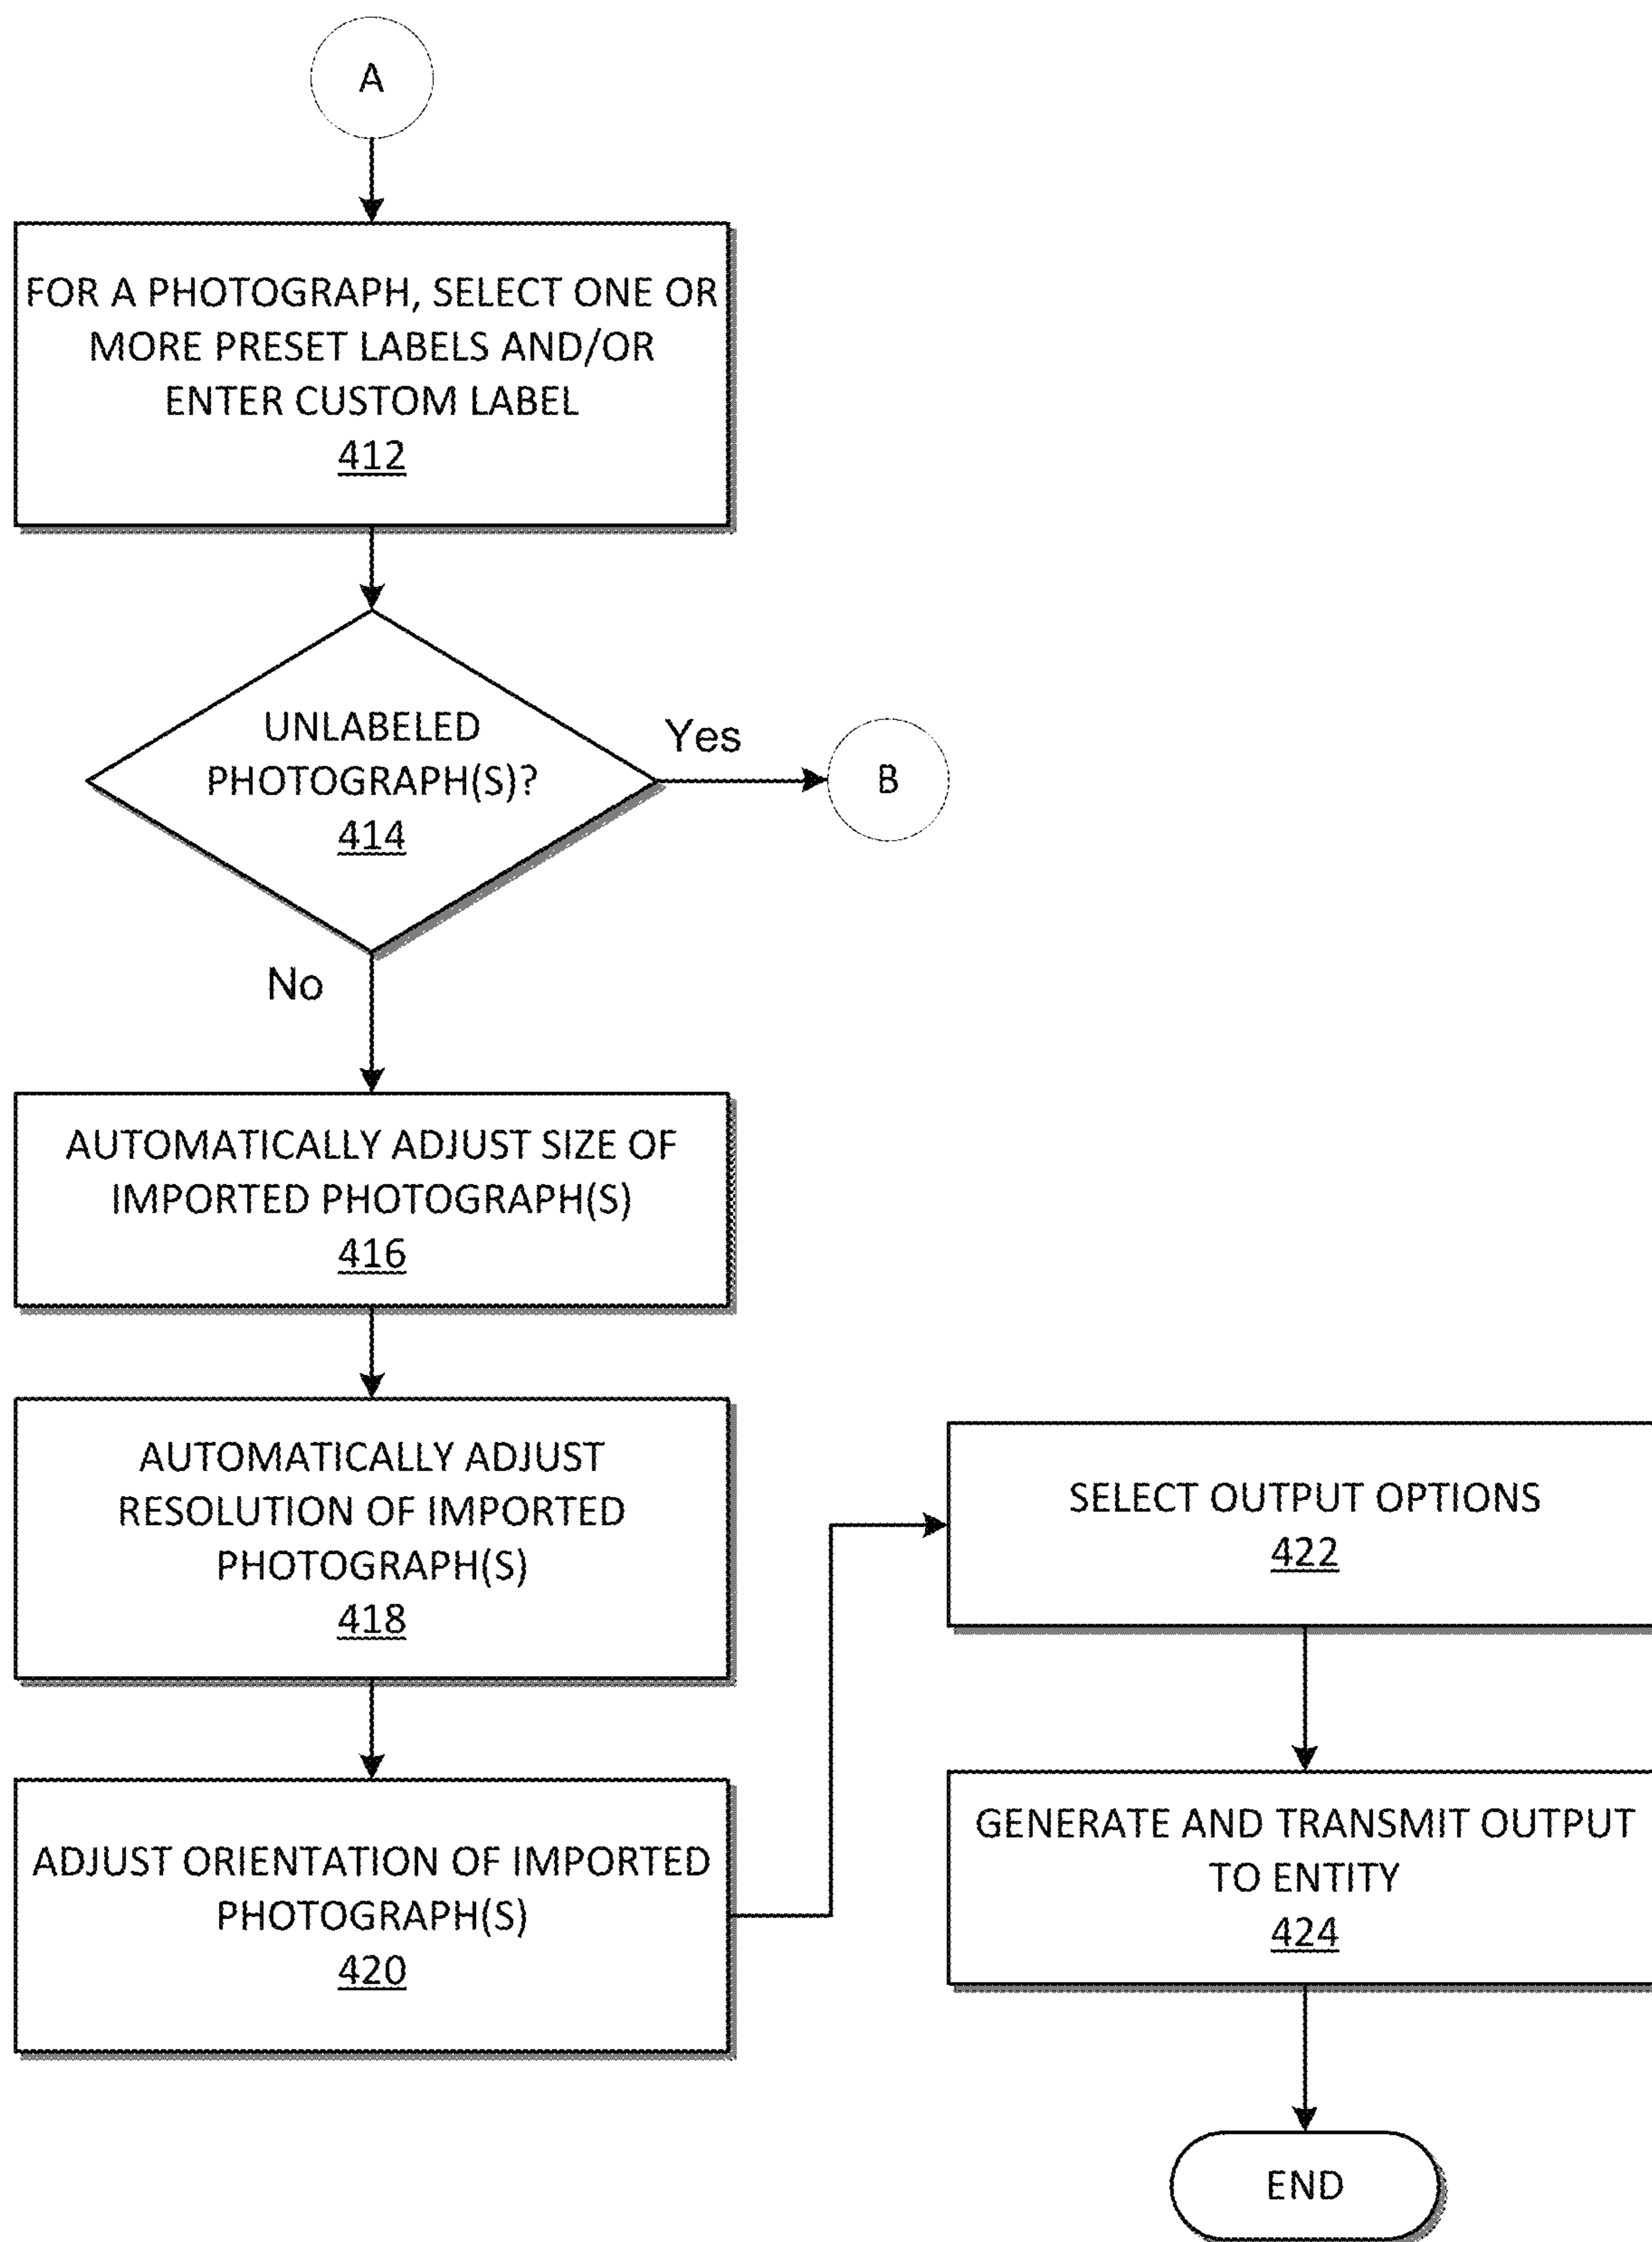 A
FOR A PHOTOGRAPH, SELECT ONE OR
MORE PRESET LABELS AND/OR
ENTER CUSTOM LABEL
412
UNLABELED
PHOTOGRAPH(S)?
414
Yes
B
No
AUTOMATICALLY ADJUST SIZE OF
IMPORTED PHOTOGRAPH(S)
416
AUTOMATICALLY ADJUST
RESOLUTION OF IMPORTED
PHOTOGRAPH(S)
418
ADJUST ORIENTATION OF IMPORTED
PHOTOGRAPH(S)
420
SELECT OUTPUT OPTIONS
422
GENERATE AND TRANSMIT OUTPUT
TO ENTITY
424
END